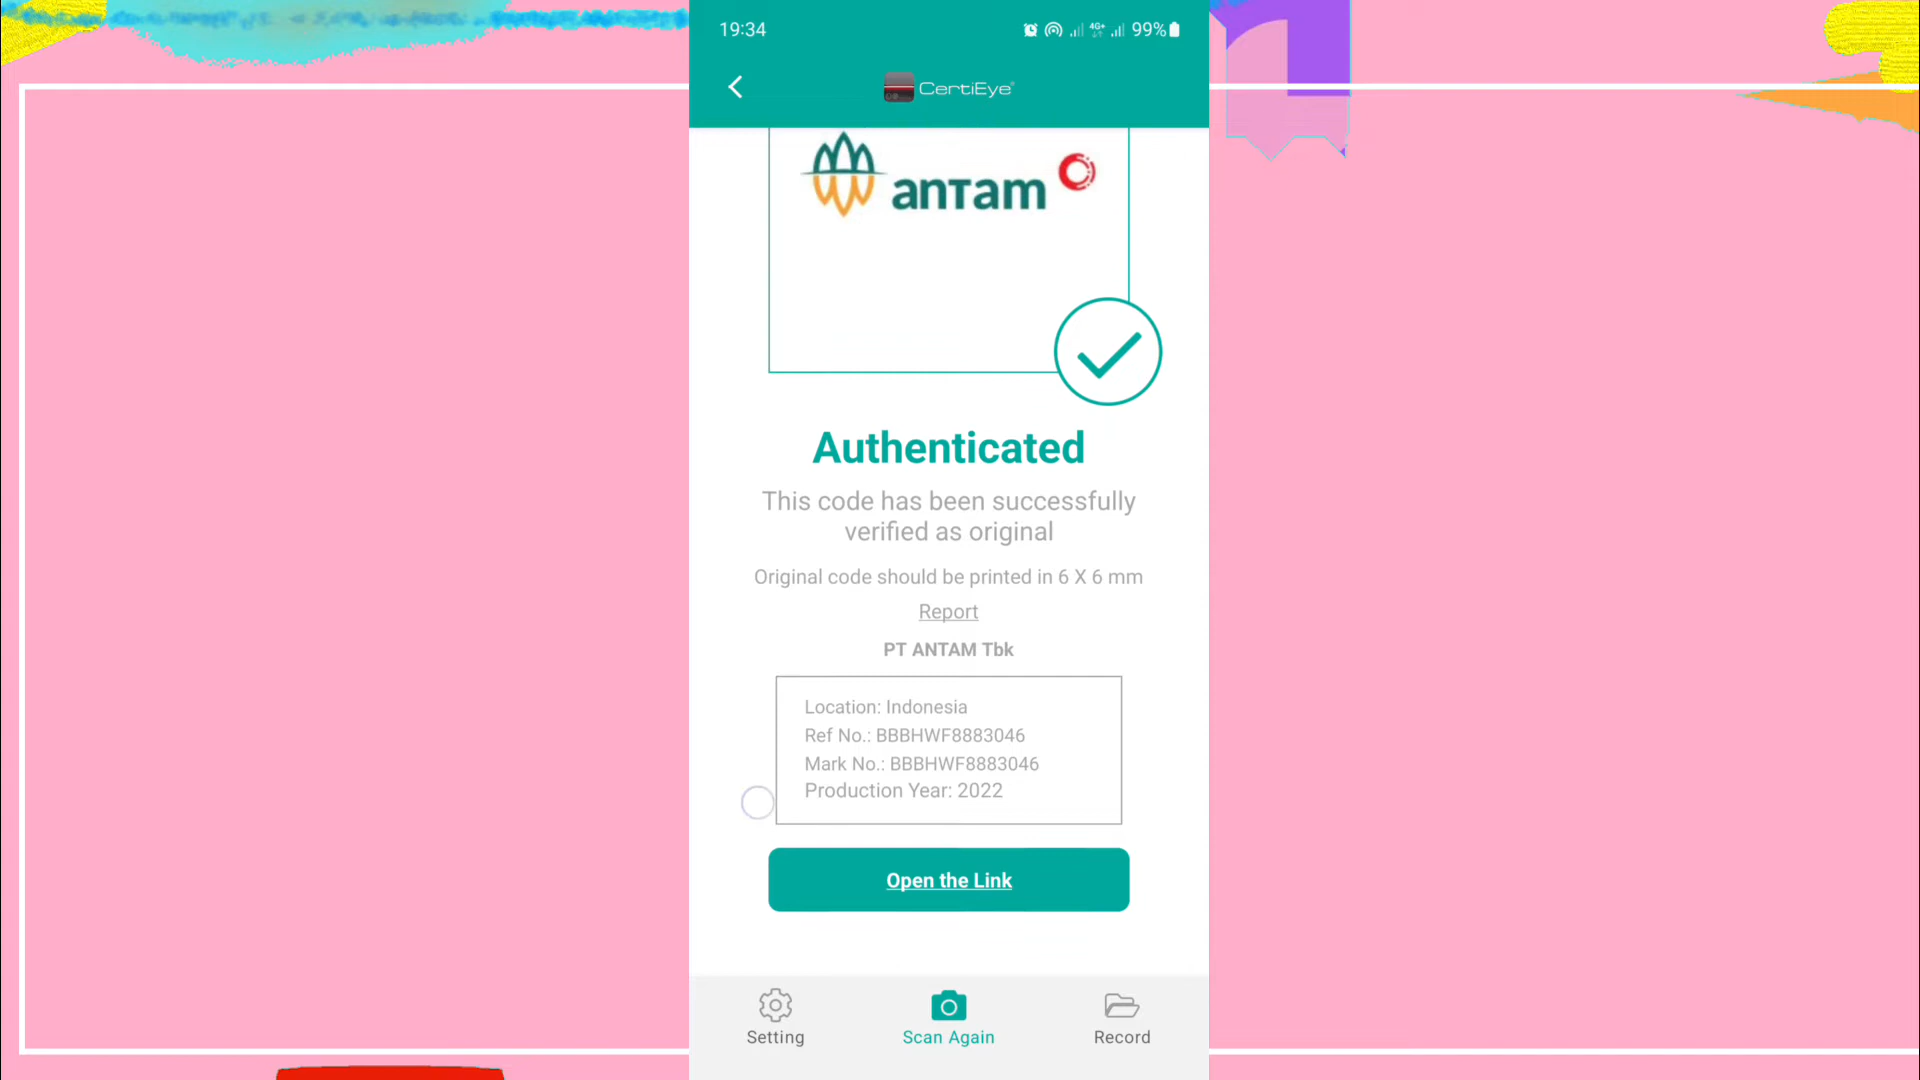 19:34
4G+
99%
CertiEye
antam
Authenticated
This code has been successfully
verified as original
Original code should be printed in 6 X 6 mm
Report
PT ANTAM Tbk
Location: Indonesia
Ref No.: BBBHWF8883046
Mark No.: BBBHWF8883046
Production Year: 2022
Open the Link
Setting
Scan Again
Record